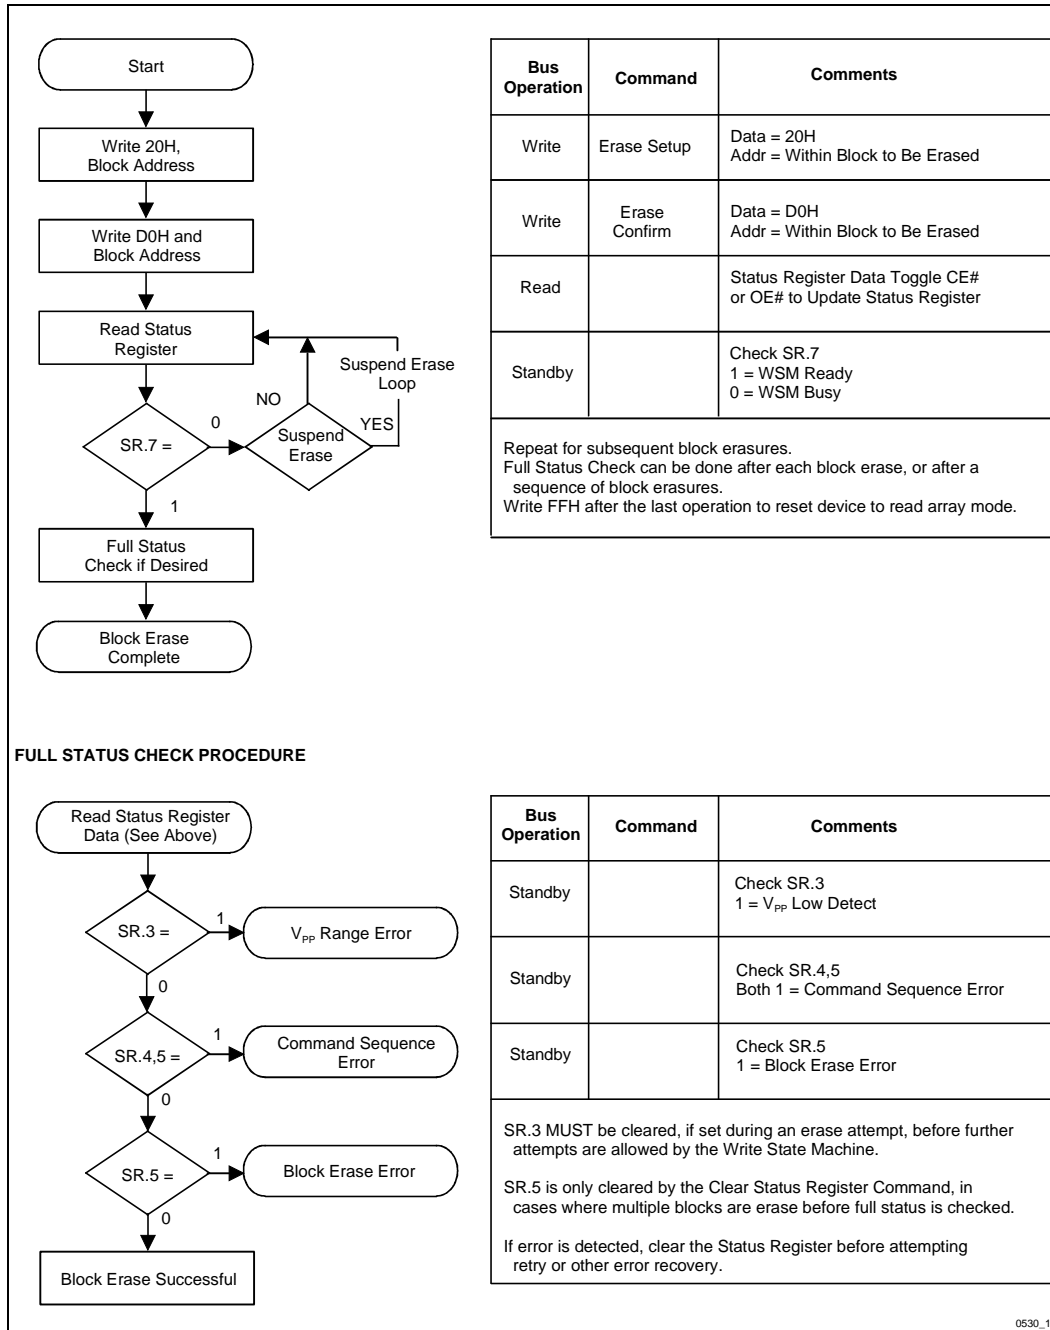 Start
Write 20H,
Block Address
Write D0H and
Block Address
Read Status
Register
SR.7 =
0
1
NO
Suspend
Erase
YES
Suspend Erase
Loop
Full Status
Check if Desired
Block Erase
Complete
Bus
Operation
Command
Comments
Write
Erase Setup
Data = 20H
Addr = Within Block to Be Erased
Write
Erase
Confirm
Data = D0H
Addr = Within Block to Be Erased
Read
Status Register Data Toggle CE#
or OE# to Update Status Register
Standby
Check SR.7
1 = WSM Ready
0 = WSM Busy
Repeat for subsequent block erasures.
Full Status Check can be done after each block erase, or after a
sequence of block erasures.
Write FFH after the last operation to reset device to read array mode.
FULL STATUS CHECK PROCEDURE
Read Status Register
Data (See Above)
SR.3 =
1
VPP Range Error
0
SR.4,5 =
1
Command Sequence
Error
0
SR.5 =
1
Block Erase Error
0
Block Erase Successful
Bus
Operation
Command
Comments
Standby
Check SR.3
1 = VPP Low Detect
Standby
Check SR.4,5
Both 1 = Command Sequence Error
Standby
Check SR.5
1 = Block Erase Error
SR.3 MUST be cleared, if set during an erase attempt, before further
attempts are allowed by the Write State Machine.
SR.5 is only cleared by the Clear Status Register Command, in
cases where multiple blocks are erase before full status is checked.
If error is detected, clear the Status Register before attempting
retry or other error recovery.
0530_1